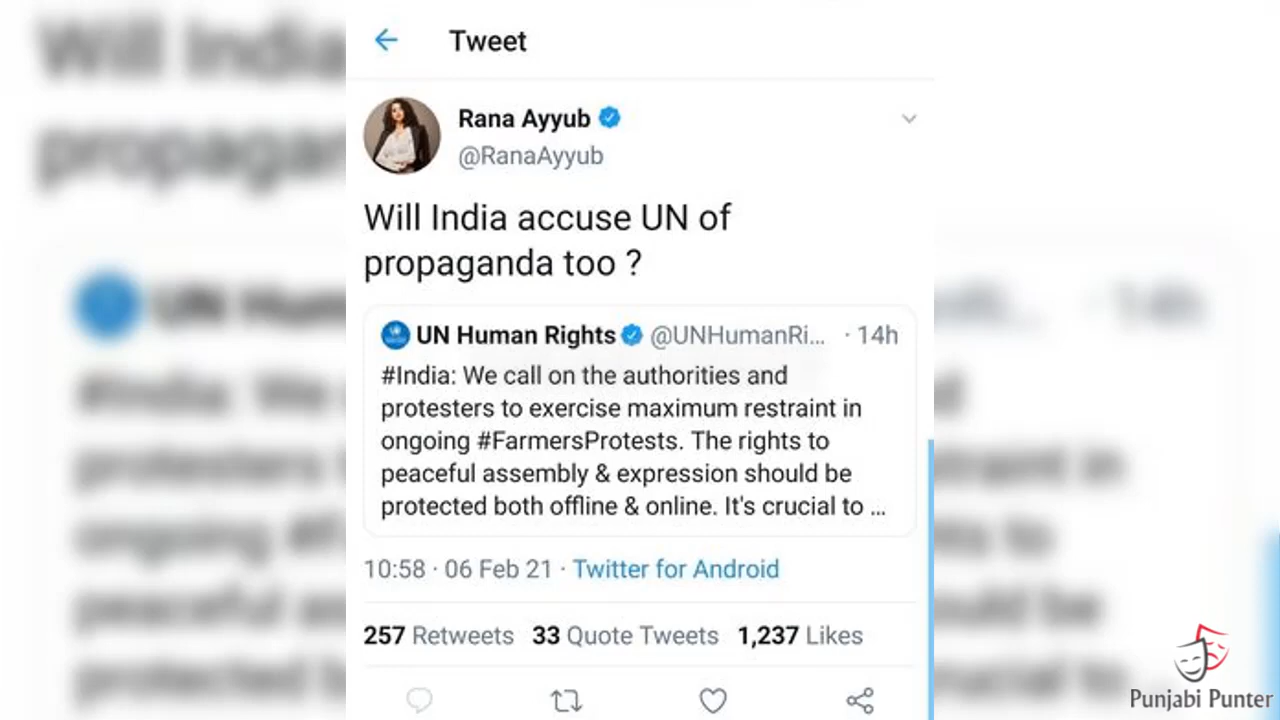 Tweet
Rana Ayyub
@RanaAyyub
Will India accuse UN of
propaganda too ?
UN Human Rights @UNHumanRi... · 14h
#India: We call on the authorities and
protesters to exercise maximum restraint in
ongoing #FarmersProtests. The rights to
peaceful assembly & expression should be
protected both offline & online. It's crucial to ...
10:58 · 06 Feb 21 · Twitter for Android
257 Retweets 33 Quote Tweets 1,237 Likes
Punjabi Punter